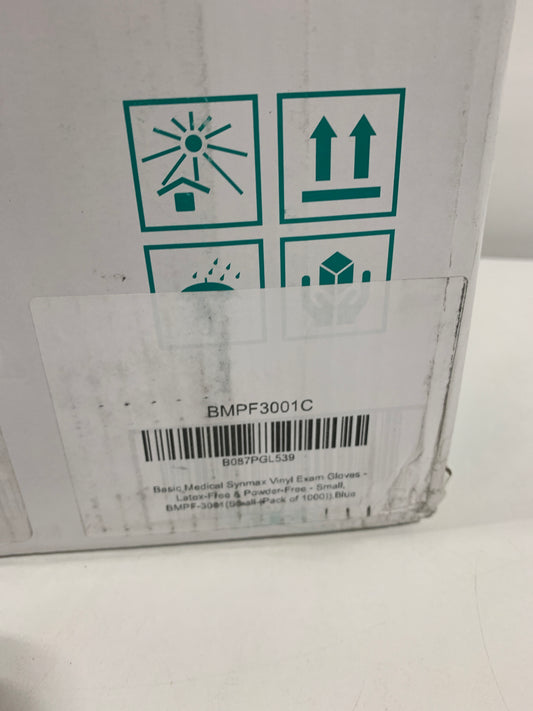 BMPF3001C
B087PGL539
Basic Medical Synmax Vinyl Exam Gloves -
Latex-Free & Powder-Free - Small,
BMPF-3001(Small (Pack of 1000)),Blue